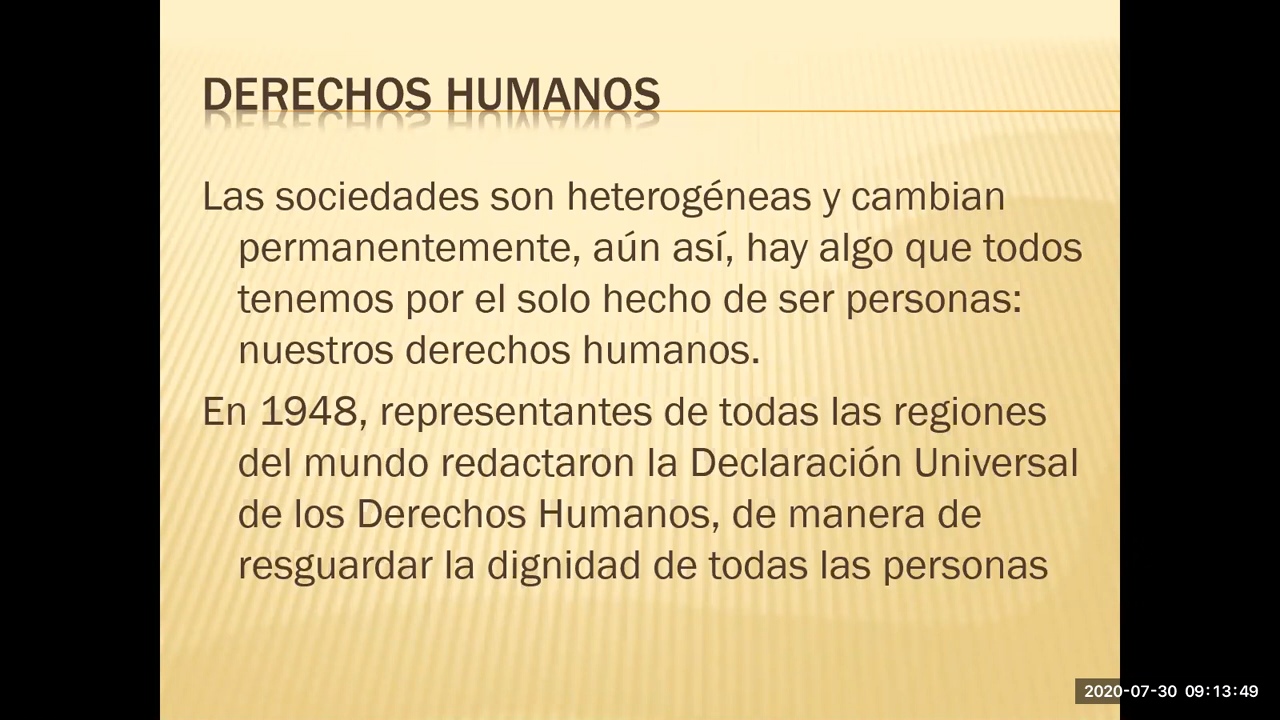 DERECHOS HUMANOS
Las sociedades son heterogéneas y cambian
permanentemente, aún así, hay algo que todos
tenemos por el solo hecho de ser personas:
nuestros derechos humanos.
En 1948, representantes de todas las regiones
del mundo redactaron la Declaración Universal
de los Derechos Humanos, de manera de
resguardar la dignidad de todas las personas
2020-07-30 09:13:49